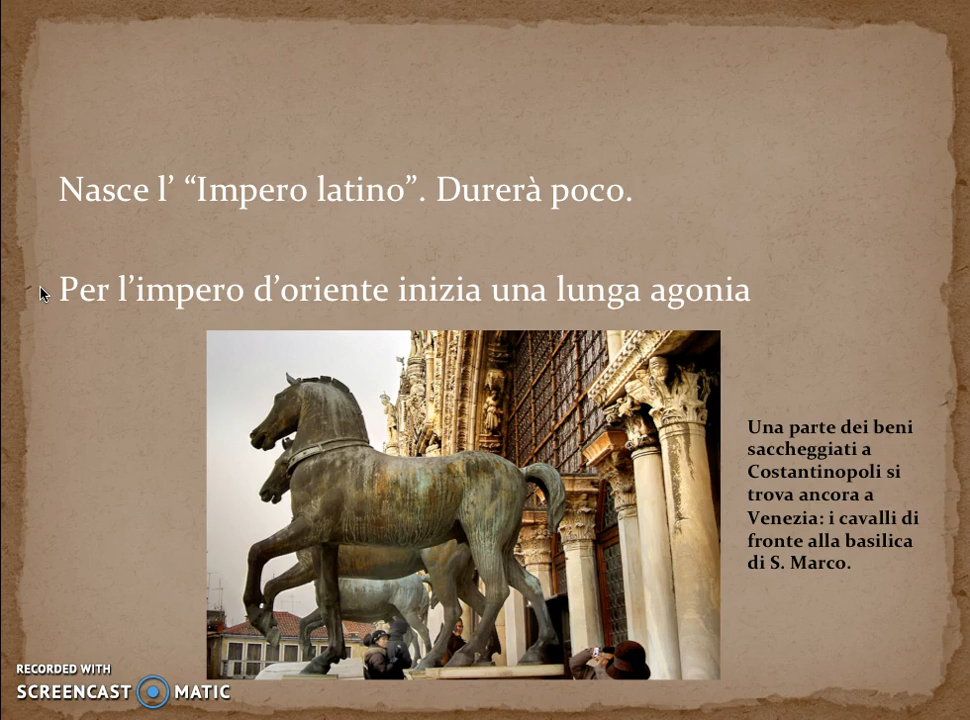 Nasce l’ “Impero latino”. Durerà poco.
Per l’impero d’oriente inizia una lunga agonia
Una parte dei beni
saccheggiati a
Costantinopoli si
trova ancora a
Venezia: i cavalli di
fronte alla basilica
di S. Marco.
RECORDED WITH
SCREENCAST MATIC